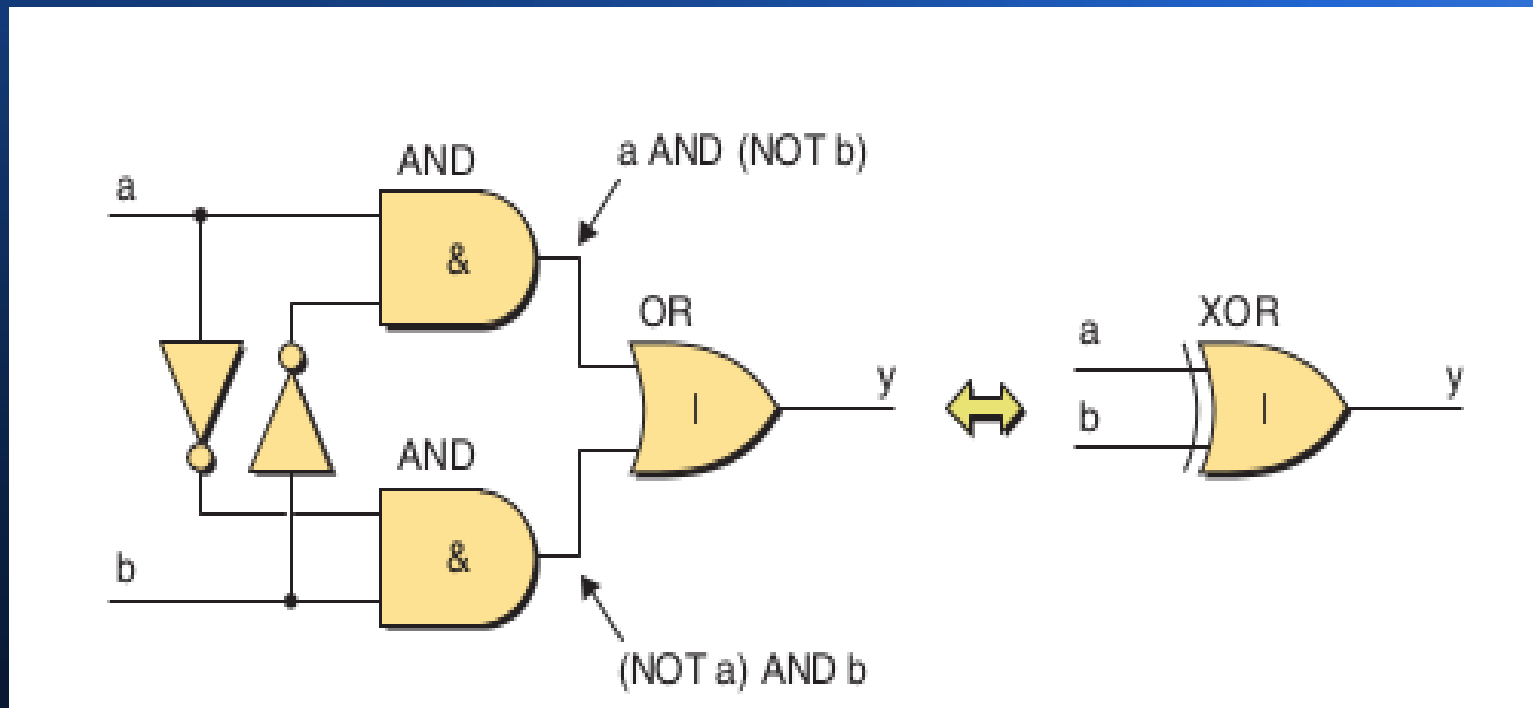 AND
a AND (NOT b)
a
&
OR
XOR
a
|
y
|
y
b
AND
&
b
(NOT a) AND b